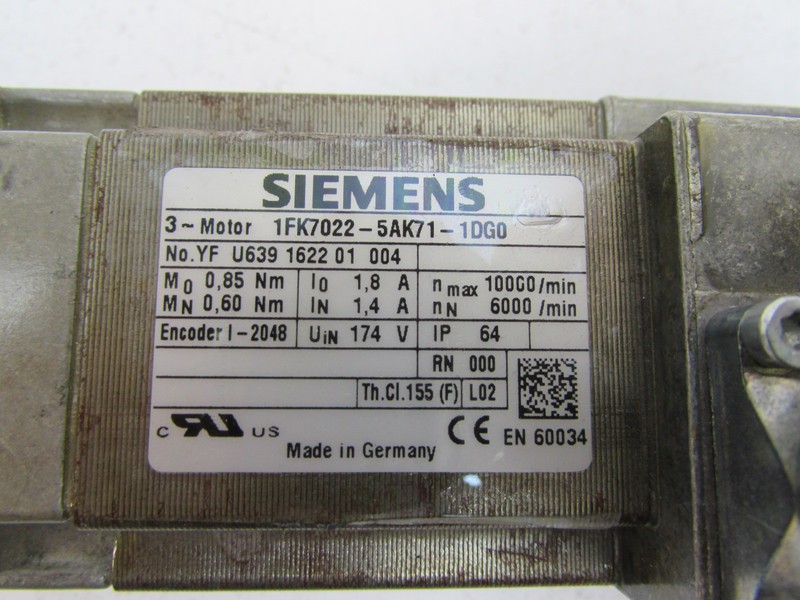 SIEMENS
3~Motor 1FK7022-5AK71-1DG0
No.YF U639 1622 01 004
M0 0,85 Nm I0 1,8 A nmax 10000/min
MN 0,60 Nm IN 1,4 A nN 6000/min
Encoder I-2048 UiN 174 V IP 64
RN 000
Th.Cl.155 (F) L02
c RU US CE EN 60034
Made in Germany